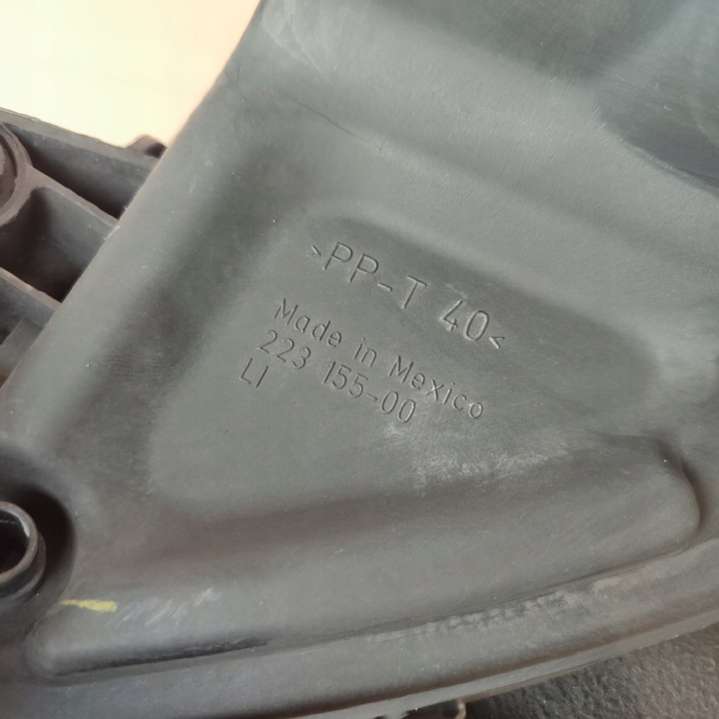 >PP-T 40<
Made in Mexico
223 155-00
LI